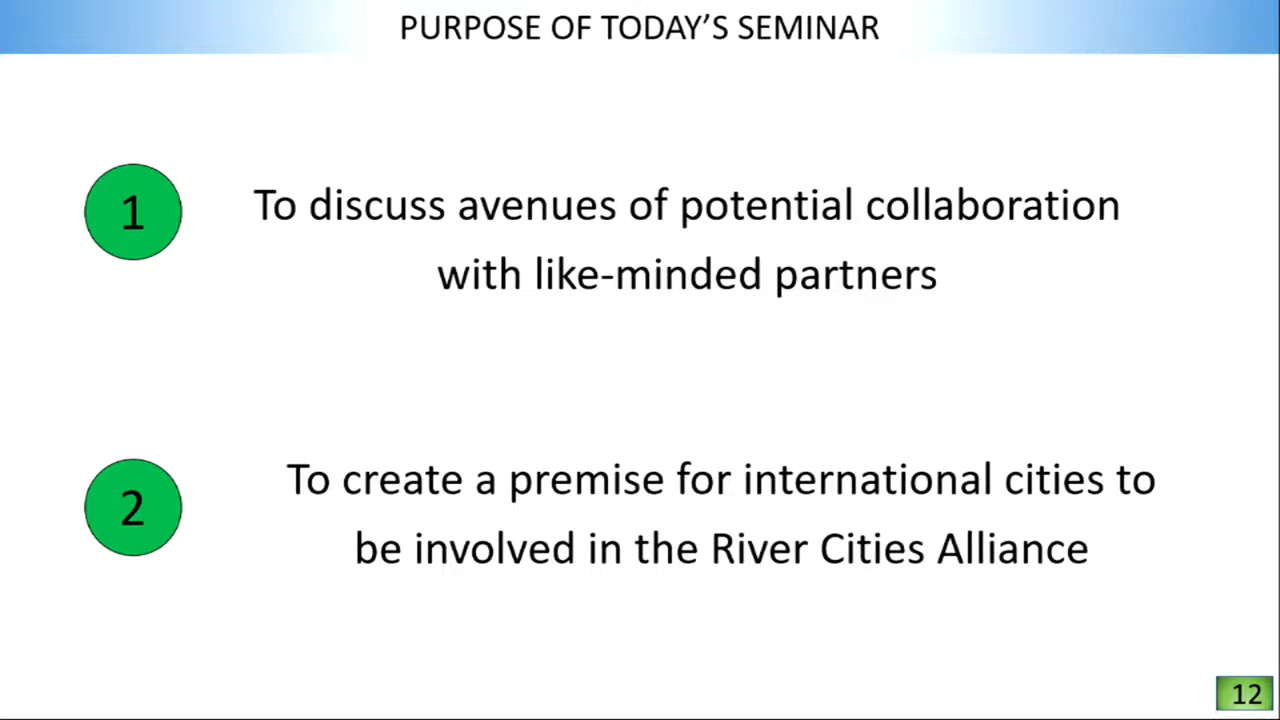 PURPOSE OF TODAY’S SEMINAR
1
To discuss avenues of potential collaboration
with like-minded partners
2
To create a premise for international cities to
be involved in the River Cities Alliance
12